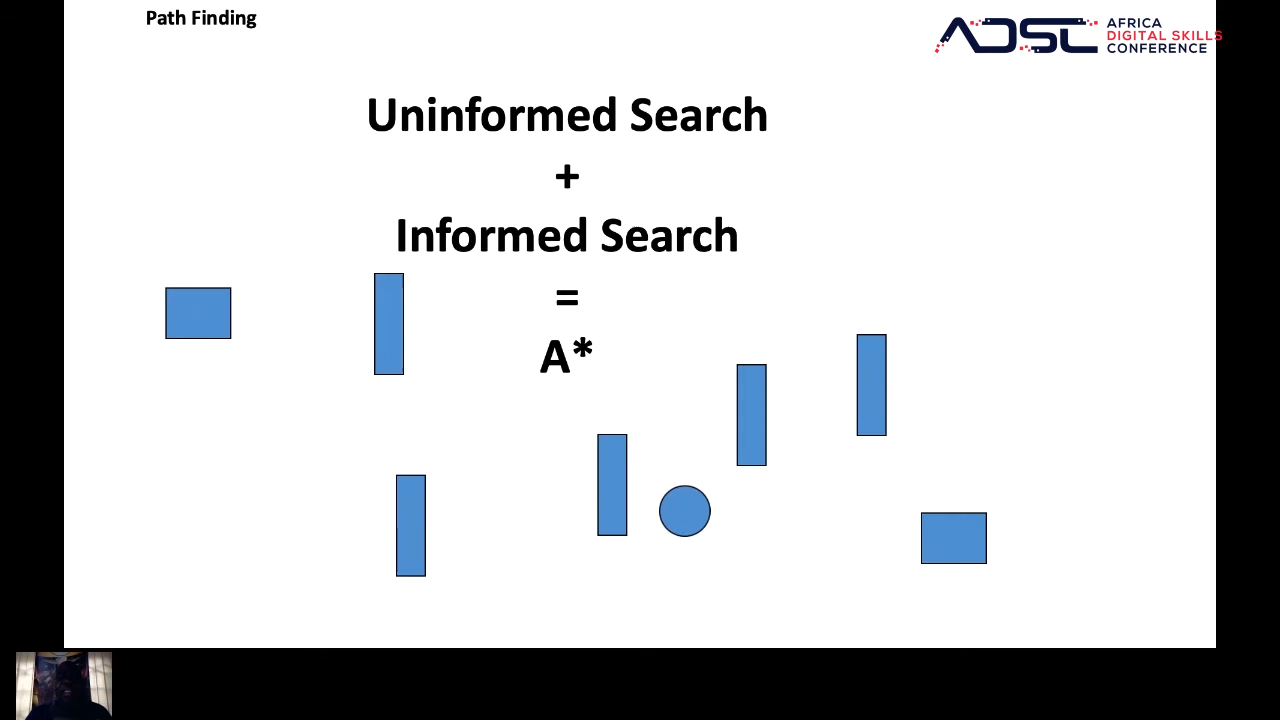 Path Finding
AFRICA
DIGITAL SKILLS
CONFERENCE
ADSC
Uninformed Search
+
Informed Search
=
A*